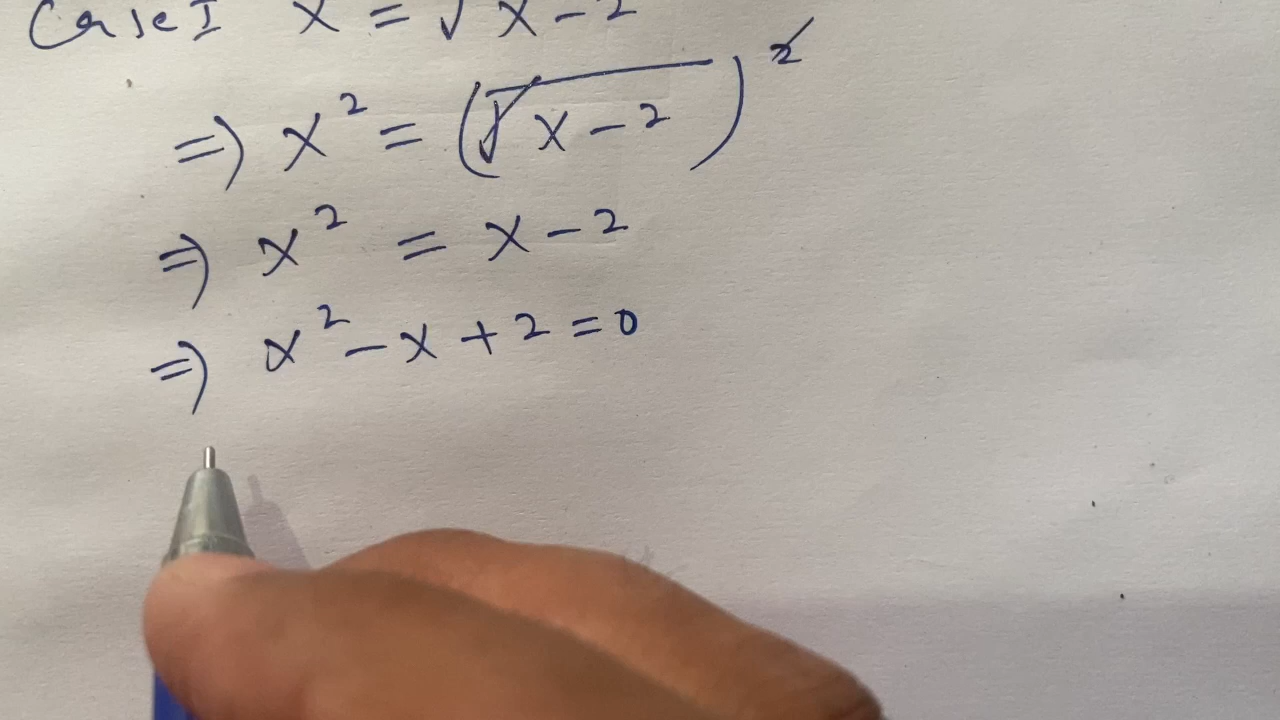 Case I x = √x-2
=> x² = (√x-2)²
=> x² = x-2
=> x²-x+2=0